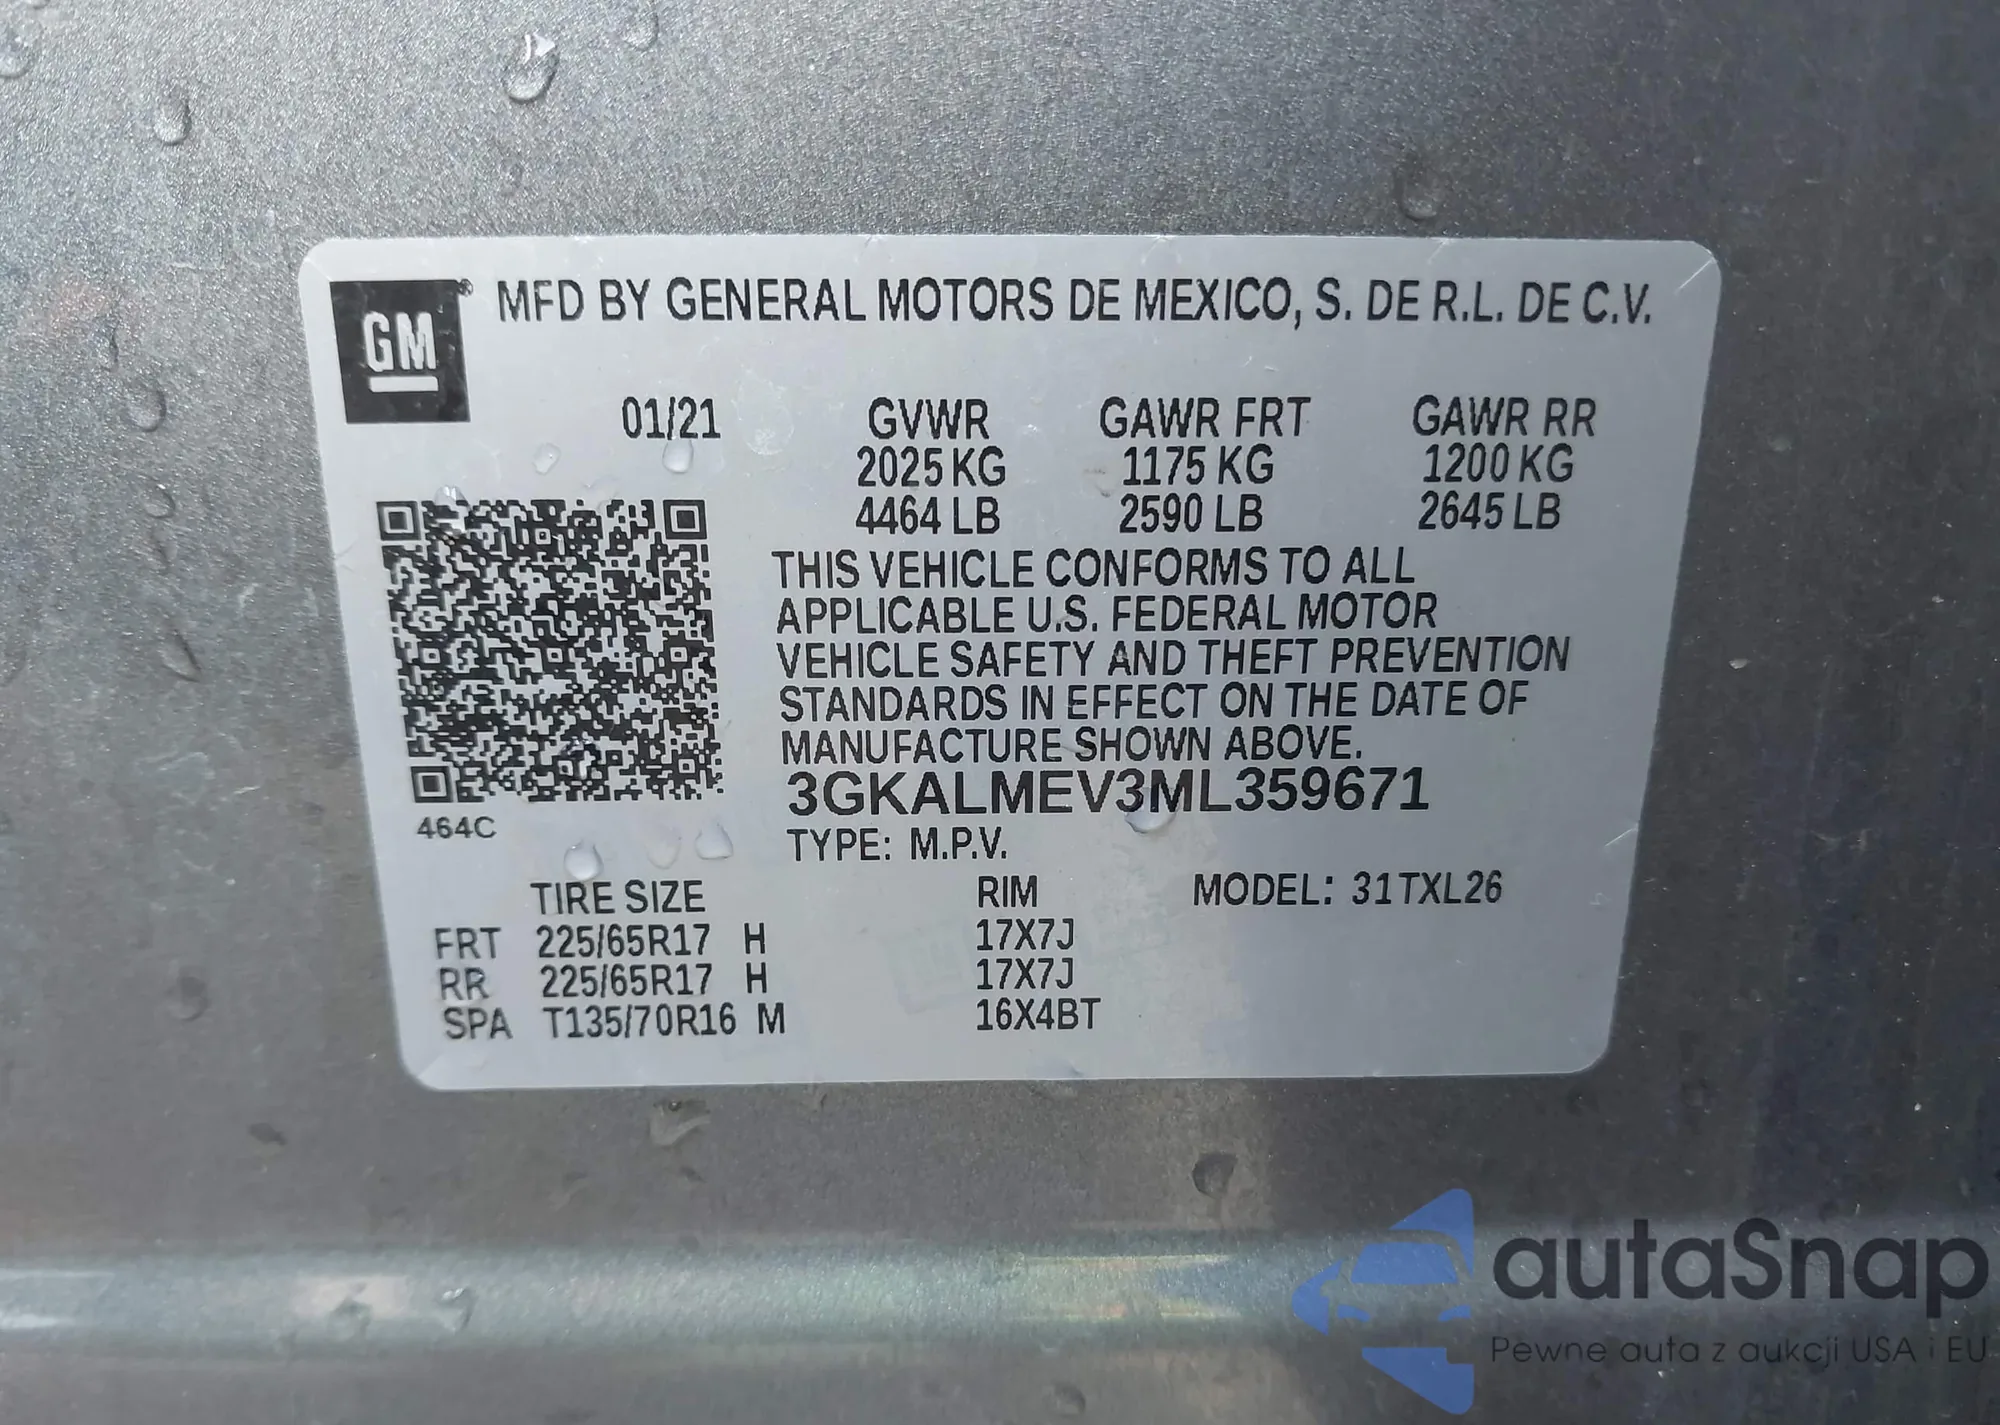 GM ® MFD BY GENERAL MOTORS DE MEXICO, S. DE R.L. DE C.V.
01/21 GVWR GAWR FRT GAWR RR
2025 KG 1175 KG 1200 KG
4464 LB 2590 LB 2645 LB
THIS VEHICLE CONFORMS TO ALL
APPLICABLE U.S. FEDERAL MOTOR
VEHICLE SAFETY AND THEFT PREVENTION
STANDARDS IN EFFECT ON THE DATE OF
MANUFACTURE SHOWN ABOVE.
3GKALMEV3ML359671
464C
TYPE: M.P.V.
TIRE SIZE RIM MODEL: 31TXL26
FRT 225/65R17 H 17X7J
RR 225/65R17 H 17X7J
SPA T135/70R16 M 16X4BT
autaSnap
Pewne auta z aukcji USA i EU